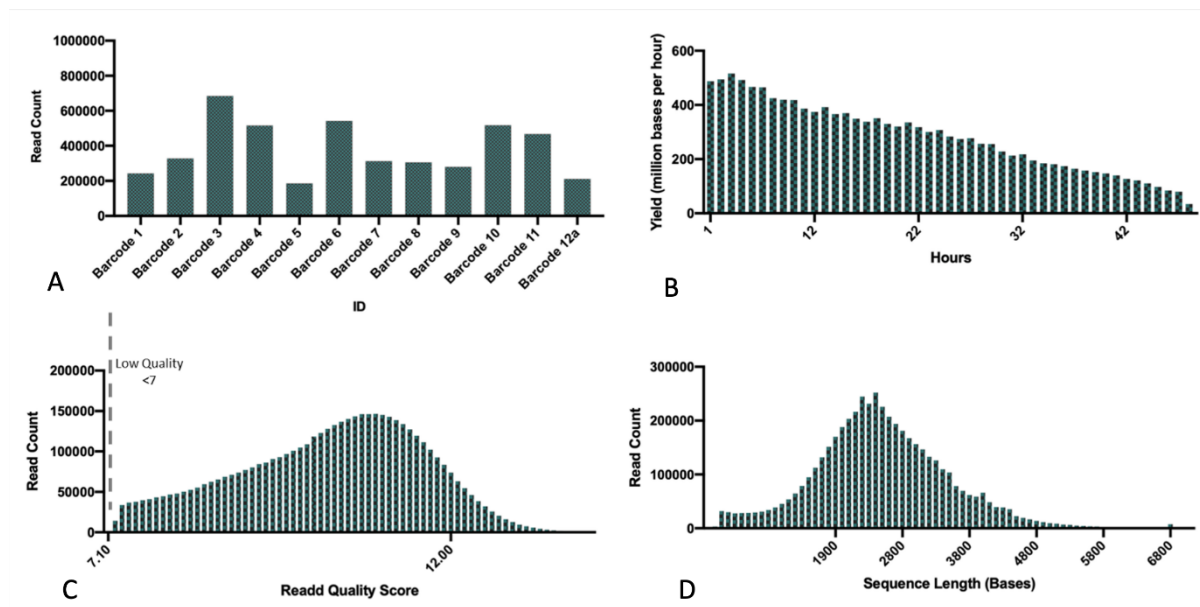 1000000
800000
600000
400000
200000
0
Read Count
Barcode 1
Barcode 2
Barcode 3
Barcode 4
Barcode 5
Barcode 6
Barcode 7
Barcode 8
Barcode 9
Barcode 10
Barcode 11
Barcode 12a
ID
A
600
400
200
0
Yield (million bases per hour)
1
12
22
32
42
Hours
B
Low Quality
<7
200000
150000
100000
50000
0
Read Count
7.10
12.00
Readd Quality Score
C
300000
200000
100000
0
Read Count
1900
2800
3800
4800
5800
6800
Sequence Length (Bases)
D